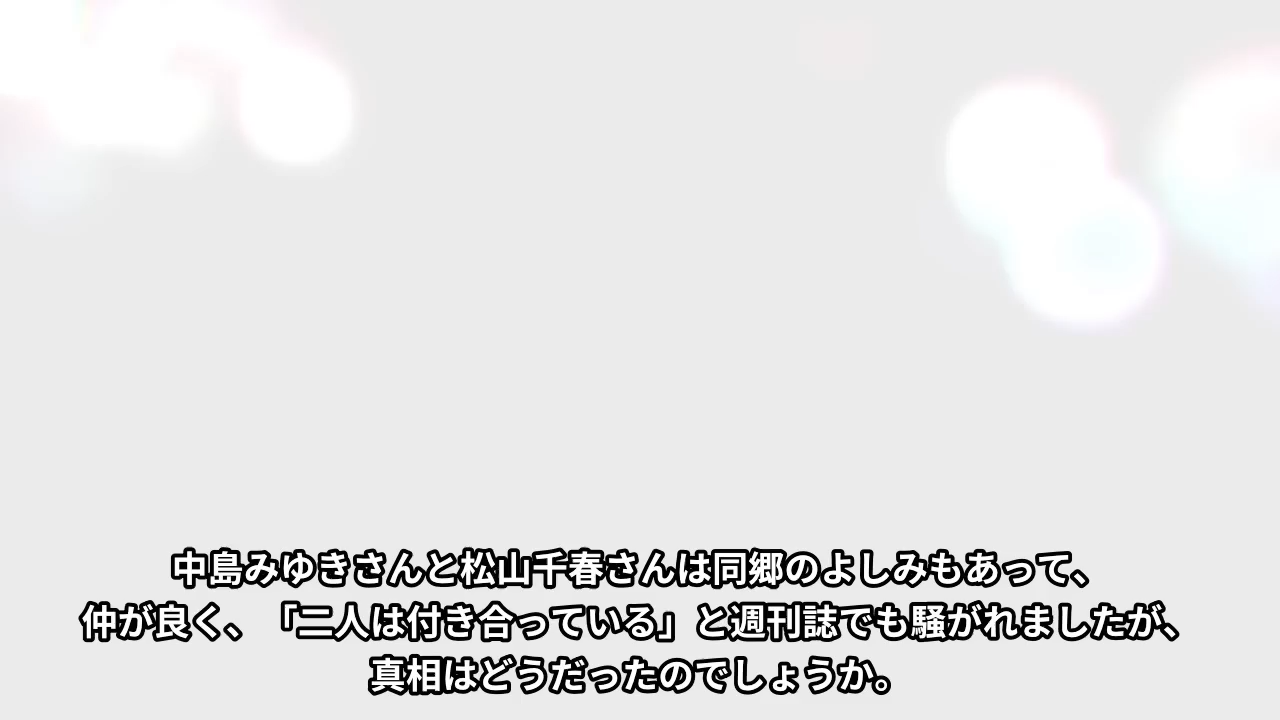 中島みゆきさんと松山千春さんは同郷のよしみもあって、
仲が良く、「二人は付き合っている」と週刊誌でも騒がれましたが、
真相はどうだったのでしょうか。